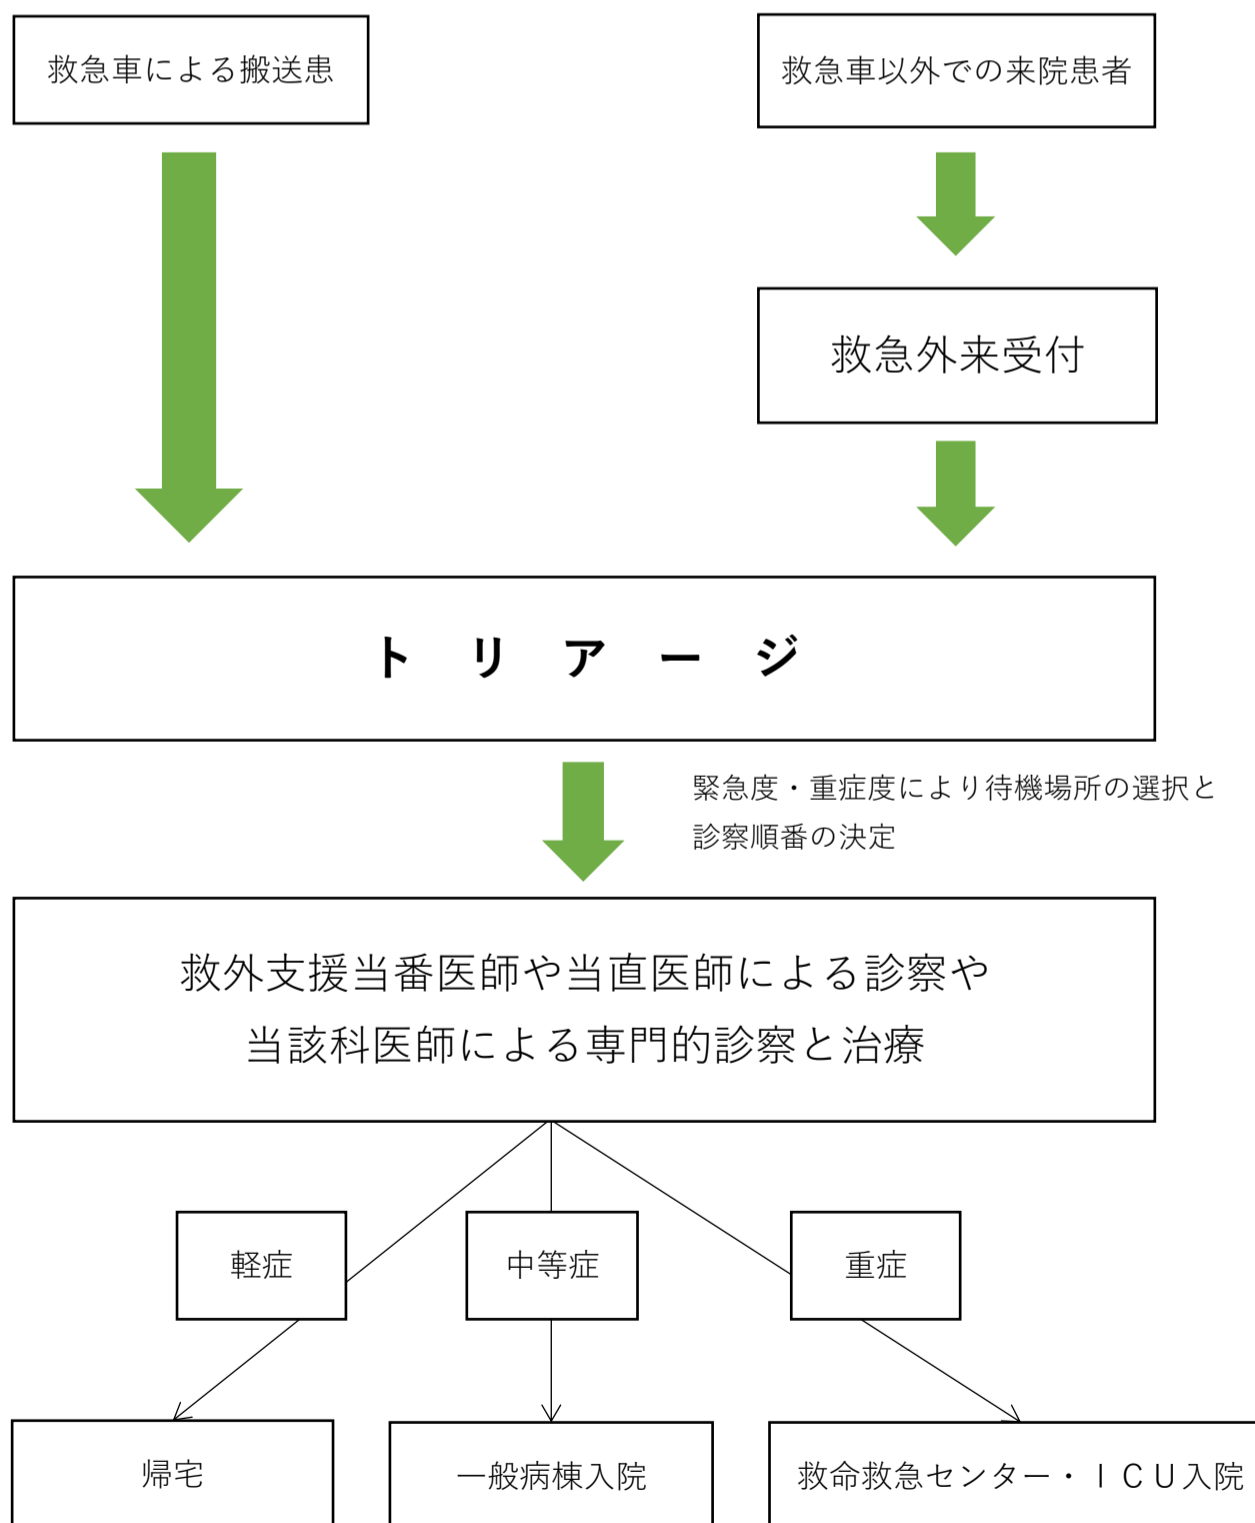 救急車による搬送患
救急車以外での来院患者
救急外来受付
トリアージ
緊急度・重症度により待機場所の選択と
診察順番の決定
救外支援当番医師や当直医師による診察や
当該科医師による専門的診察と治療
軽症
中等症
重症
帰宅
一般病棟入院
救命救急センター・ＩＣＵ入院